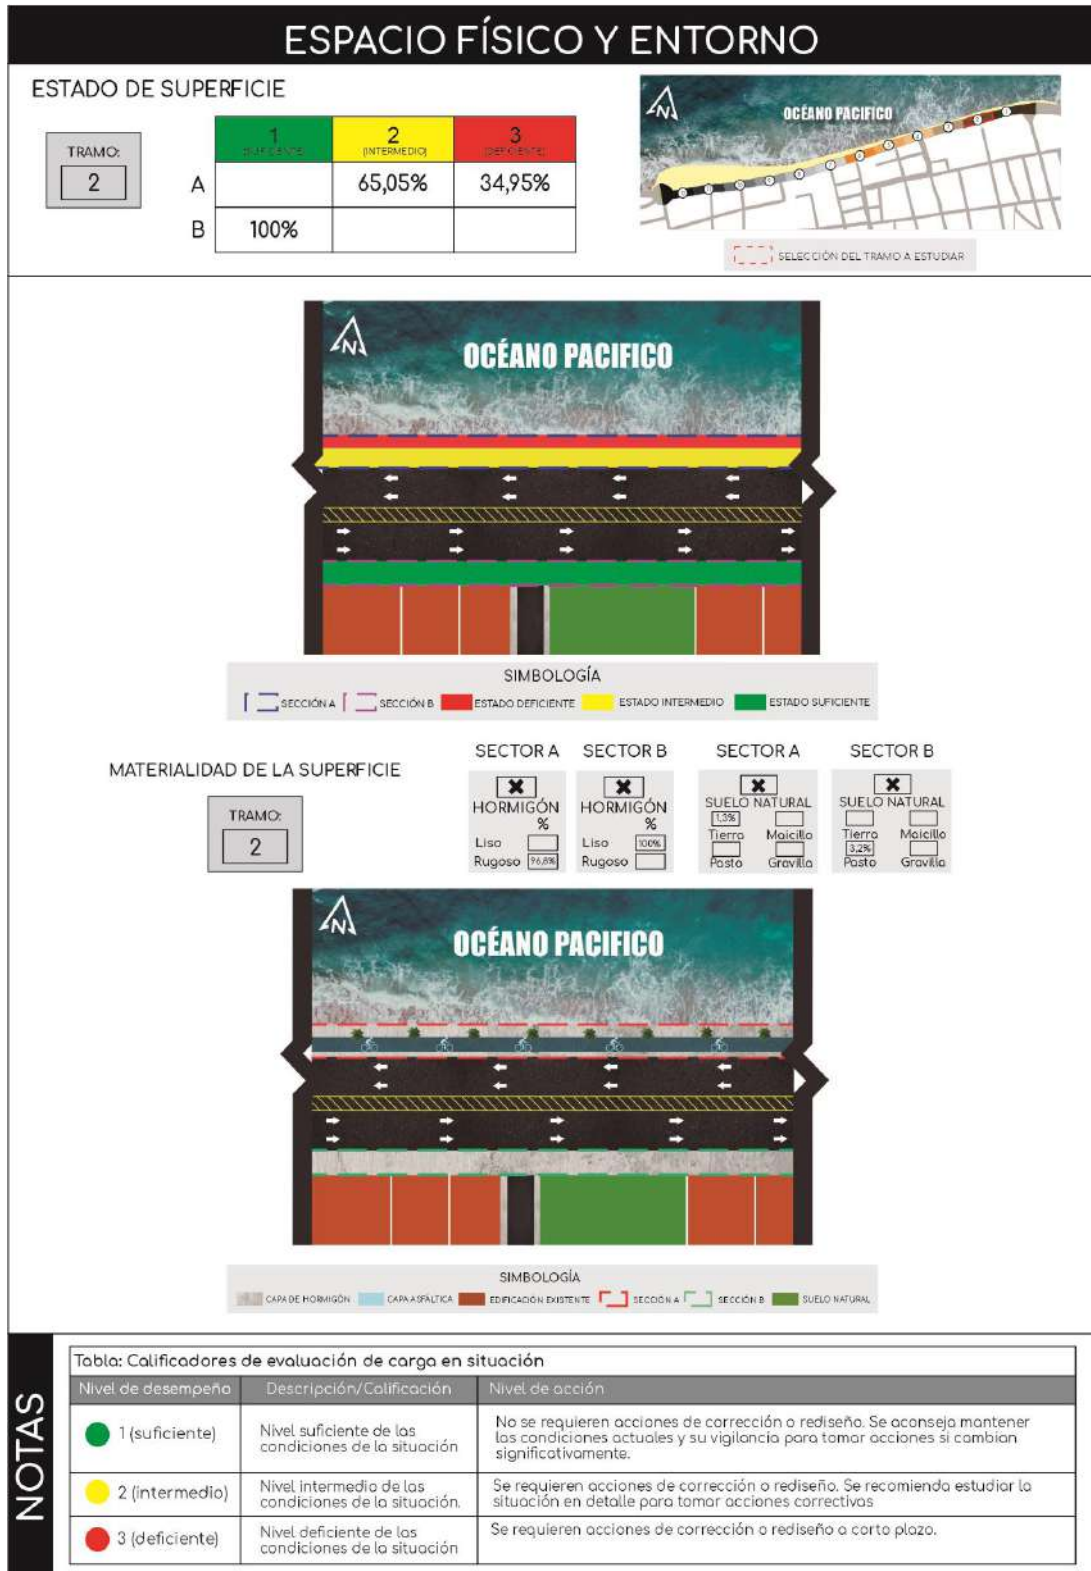 ESPACIO FÍSICO Y ENTORNO
ESTADO DE SUPERFICIE
TRAMO:
2
1 2 3
(SUFICIENTE) (INTERMEDIO) (DEFICIENTE)
A 65,05% 34,95%
B 100%
N
OCÉANO PACIFICO
SELECCIÓN DEL TRAMO A ESTUDIAR
N
OCÉANO PACIFICO
SIMBOLOGÍA
SECCIÓN A SECCIÓN B ESTADO DEFICIENTE ESTADO INTERMEDIO ESTADO SUFICIENTE
MATERIALIDAD DE LA SUPERFICIE
TRAMO:
2
SECTOR A SECTOR B SECTOR A SECTOR B
HORMIGÓN HORMIGÓN SUELO NATURAL SUELO NATURAL
% % 1,3%
Liso Liso 100% Tierra Maicillo Tierra Maicillo
3,2%
Rugoso 96,8% Rugoso Pasto Gravilla Pasto Gravilla
N
OCÉANO PACIFICO
SIMBOLOGÍA
CAPA DE HORMIGÓN CAPA ASFÁLTICA EDIFICACIÓN EXISTENTE SECCIÓN A SECCIÓN B SUELO NATURAL
NOTAS
Tabla: Calificadores de evaluación de carga en situación
Nivel de desempeño Descripción/Calificación Nivel de acción
1 (suficiente)
Nivel suficiente de las
condiciones de la situación
No se requieren acciones de corrección o rediseño. Se aconseja mantener
las condiciones actuales y su vigilancia para tomar acciones si cambian
significativamente.
2 (intermedio)
Nivel intermedio de las
condiciones de la situación.
Se requieren acciones de corrección o rediseño. Se recomienda estudiar la
situación en detalle para tomar acciones correctivas
3 (deficiente)
Nivel deficiente de las
condiciones de la situación
Se requieren acciones de corrección o rediseño a corto plazo.